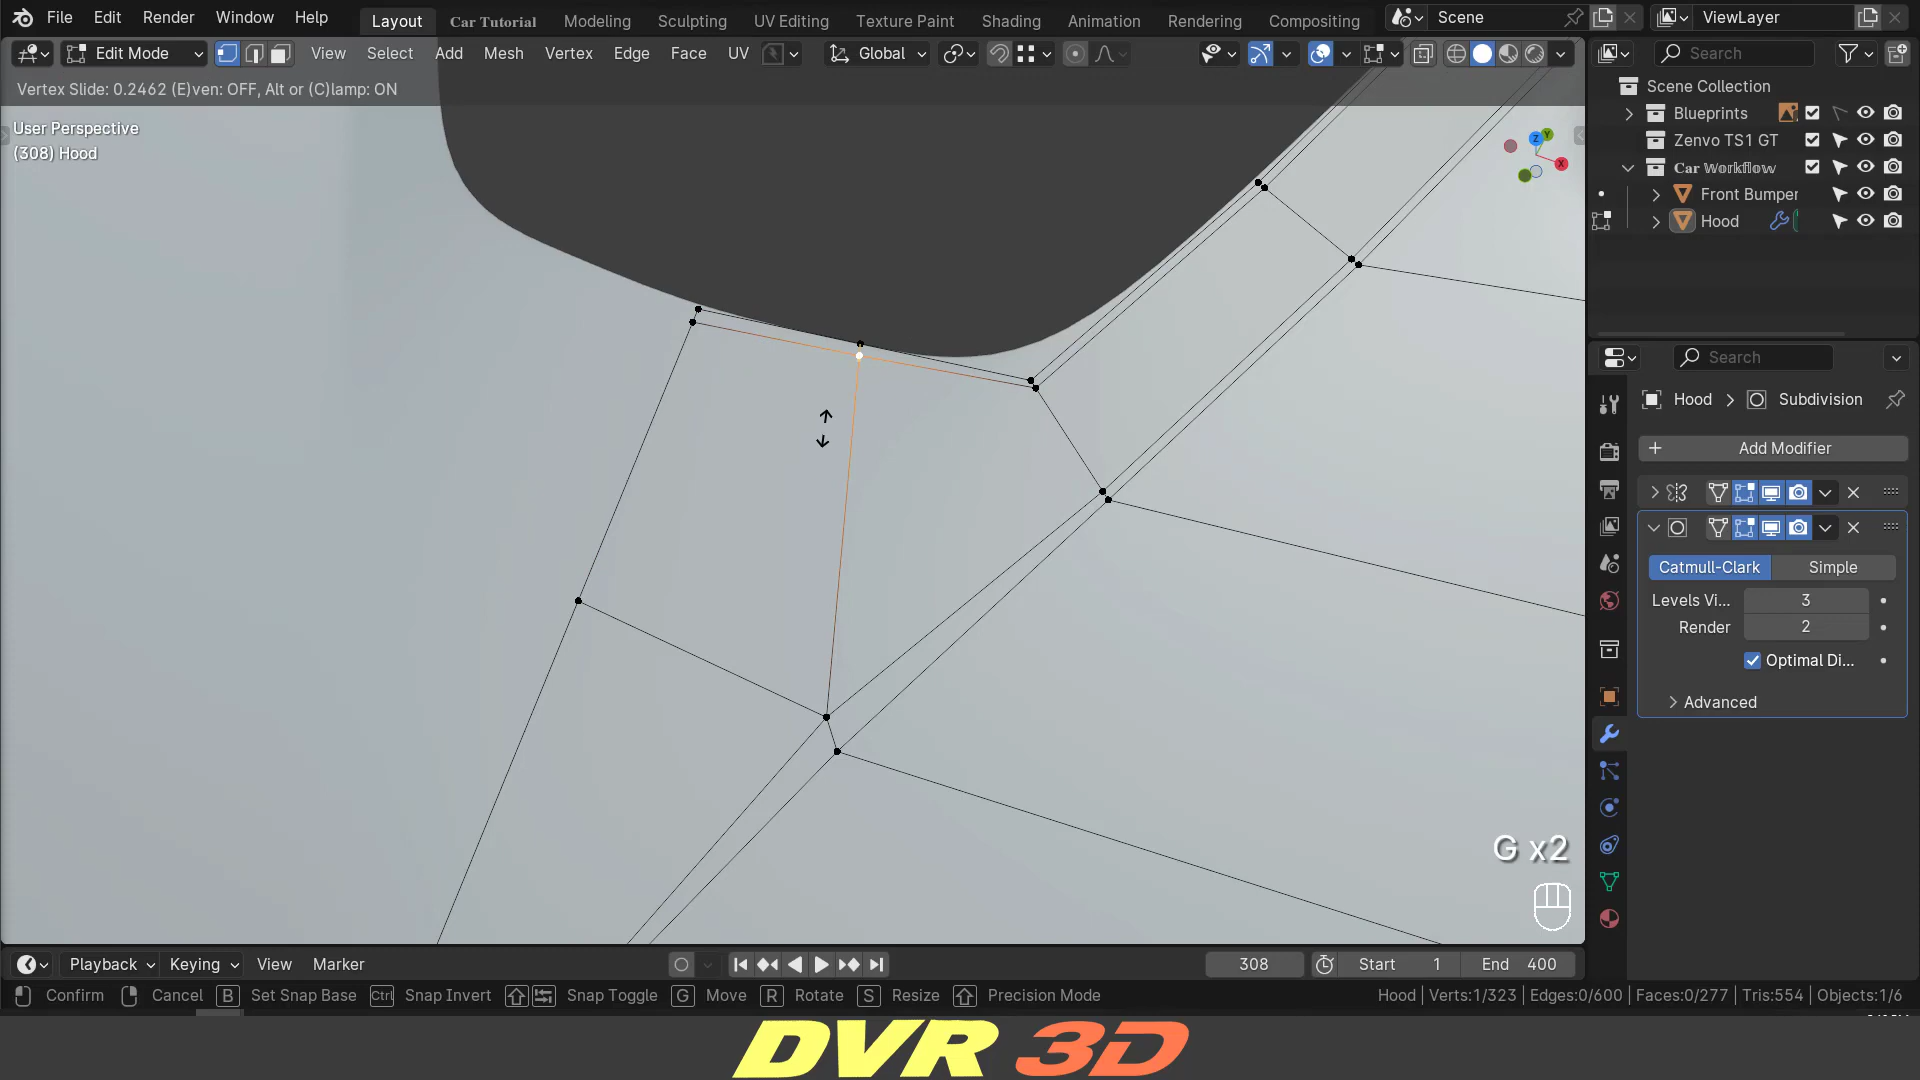 File Edit Render Window Help Layout Car Tutorial Modeling Sculpting UV Editing Texture Paint Shading Animation Rendering Compositing Scene ViewLayer
Edit Mode View Select Add Mesh Vertex Edge Face UV Global Search
Vertex Slide: 0.2462 (E)ven: OFF, Alt or (C)lamp: ON
User Perspective
(308) Hood
Z Y X
Scene Collection
Blueprints
Zenvo TS1 GT
Car Workflow
Front Bumper
Hood
Search
Hood > Subdivision
+ Add Modifier
Catmull-Clark Simple
Levels Vi... 3
Render 2
Optimal Di...
Advanced
G x2
Playback Keying View Marker 308 Start 1 End 400
Confirm Cancel B Set Snap Base Ctrl Snap Invert Snap Toggle G Move R Rotate S Resize Precision Mode Hood | Verts:1/323 | Edges:0/600 | Faces:0/277 | Tris:554 | Objects:1/6
DVR 3D